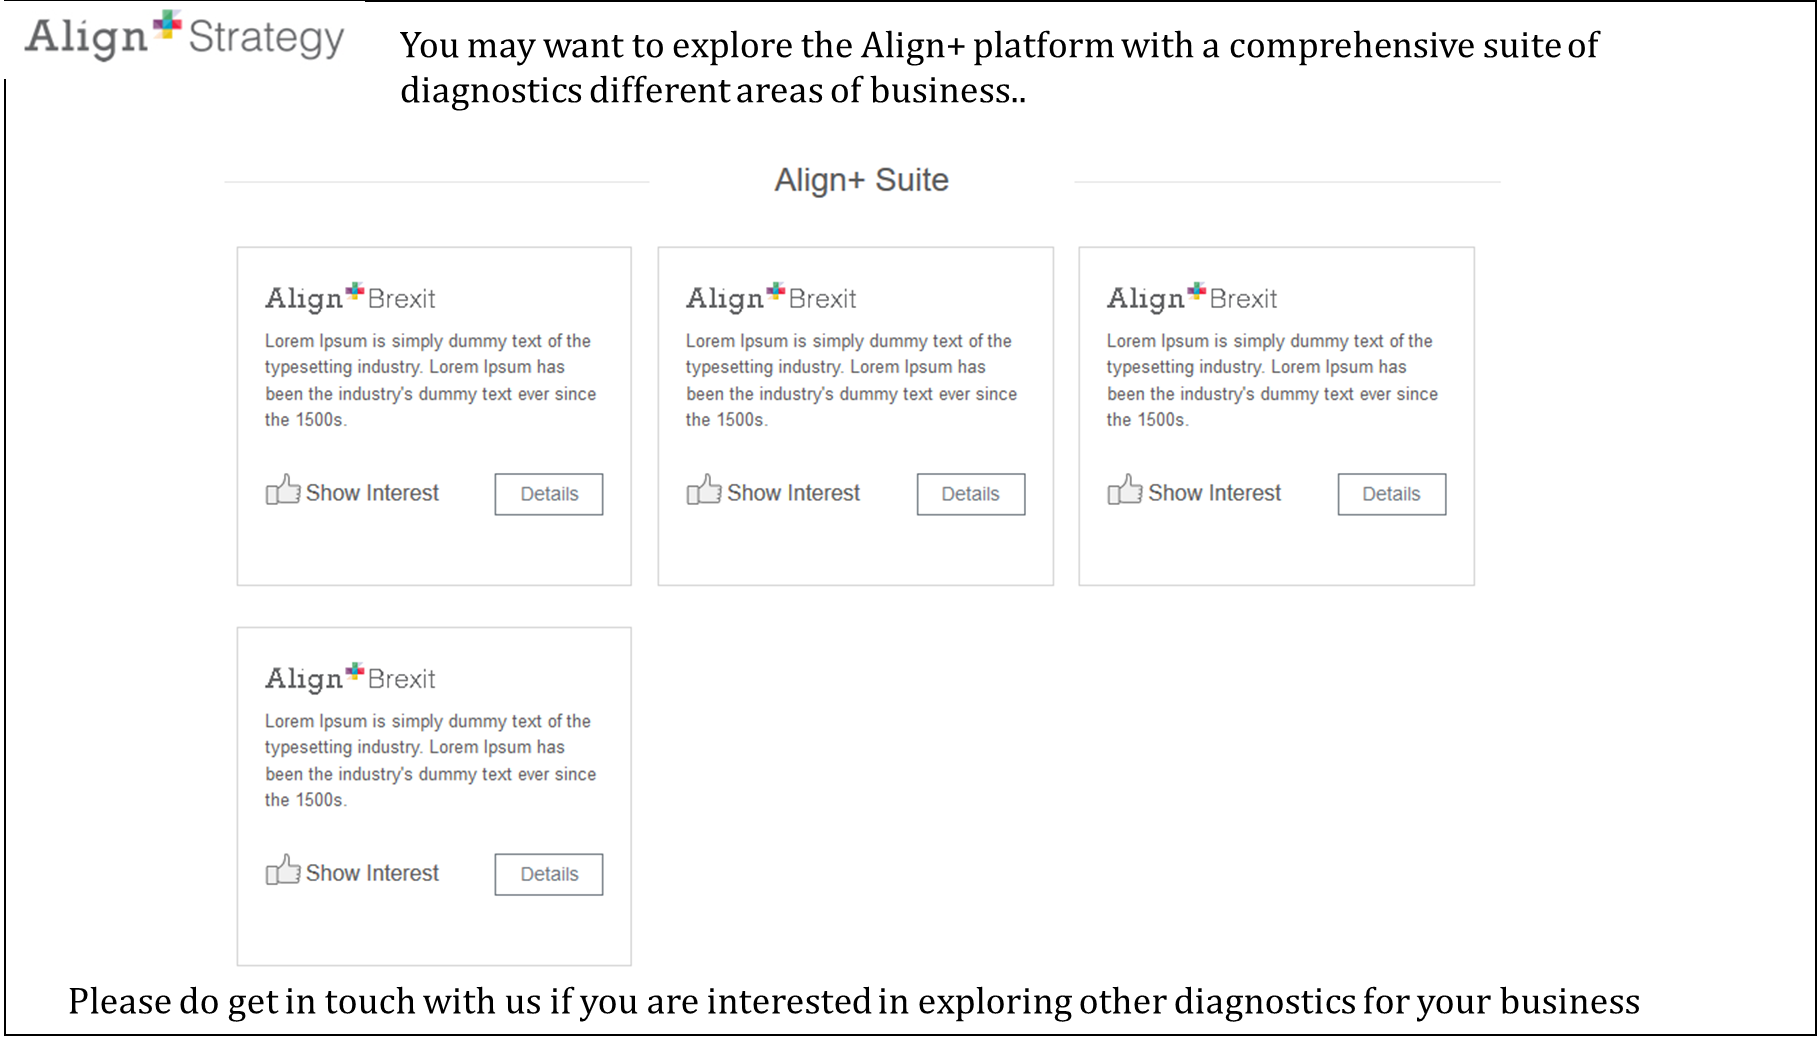 Align+Strategy
You may want to explore the Align+ platform with a comprehensive suite of
diagnostics different areas of business..
Align+ Suite
Align+Brexit
Lorem Ipsum is simply dummy text of the
typesetting industry. Lorem Ipsum has
been the industry's dummy text ever since
the 1500s.
Show Interest
Details
Align+Brexit
Lorem Ipsum is simply dummy text of the
typesetting industry. Lorem Ipsum has
been the industry's dummy text ever since
the 1500s.
Show Interest
Details
Align+Brexit
Lorem Ipsum is simply dummy text of the
typesetting industry. Lorem Ipsum has
been the industry's dummy text ever since
the 1500s.
Show Interest
Details
Align+Brexit
Lorem Ipsum is simply dummy text of the
typesetting industry. Lorem Ipsum has
been the industry's dummy text ever since
the 1500s.
Show Interest
Details
Please do get in touch with us if you are interested in exploring other diagnostics for your business